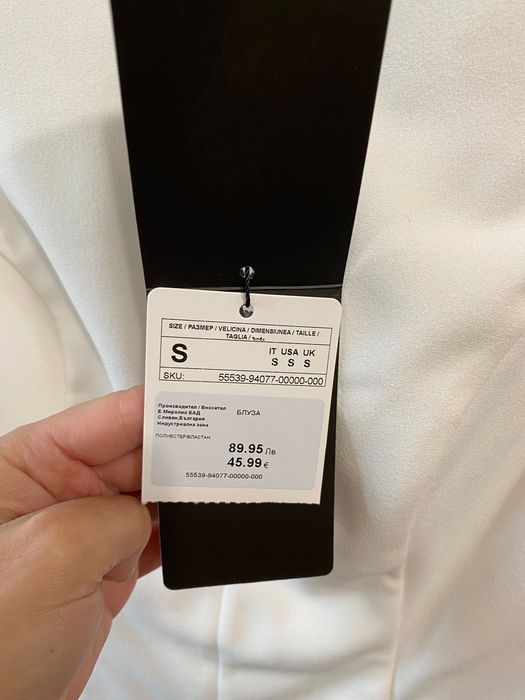 SIZE / РАЗМЕР / VELICINA / DIMENSIUNEA / TAILLE /
TAGLIA /
S
IT USA UK
S S S
SKU: 55539-94077-00000-000
Производител / Вносител
Е.Миролио ЕАД
Сливен,България
Индустриална зона
БЛУЗА
ПОЛИЕСТЕР/ЕЛАСТАН
89.95 Лв
45.99 €
55539-94077-00000-000